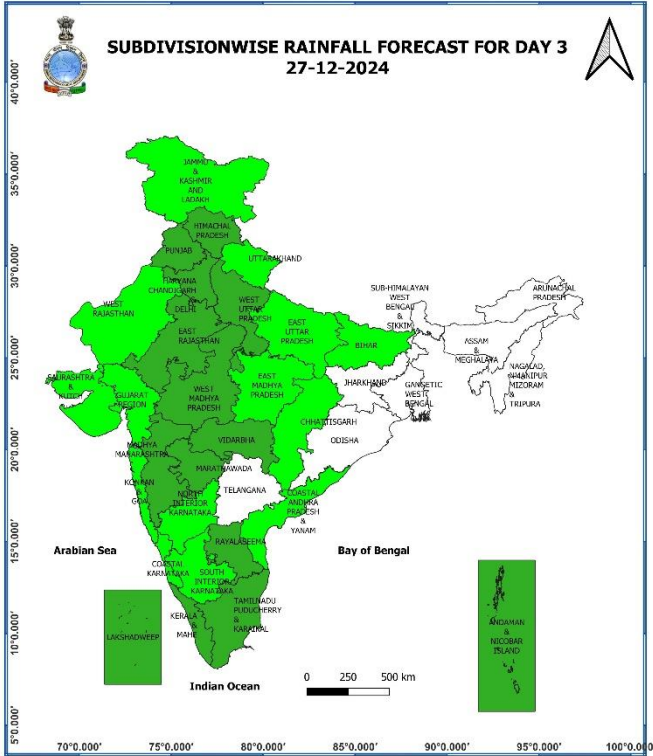 SUBDIVISIONWISE RAINFALL FORECAST FOR DAY 3
27-12-2024
40°0.000'
35°0.000'
30°0.000'
25°0.000'
20°0.000'
15°0.000'
10°0.000'
5°0.000'
JAMMU
&
KASHMIR
AND
LADAKH
HIMACHAL
PRADESH
PUNJAB
UTTARAKHAND
HARYANA
CHANDIGARH
&
DELHI
WEST
RAJASTHAN
WEST
UTTAR
PRADESH
SUB-HIMALAYAN
WEST
BENGAL
&
SIKKIM
ARUNACHAL
PRADESH
EAST
RAJASTHAN
EAST
UTTAR
PRADESH
BIHAR
ASSAM
&
MEGHALAYA
NAGALAD,
MANIPUR
MIZORAM
&
TRIPURA
SAURASHTRA
&
KUTCH
GUJARAT
REGION
WEST
MADHYA
PRADESH
EAST
MADHYA
PRADESH
JHARKHAND
GANGETIC
WEST
BENGAL
CHHATTISGARH
ODISHA
VIDARBHA
MADHYA
MAHARASHTRA
MARATHAWADA
KONKAN
&
GOA
NORTH
INTERIOR
KARNATAKA
TELANGANA
COASTAL
ANDHRA
PRADESH
&
YANAM
Arabian Sea
RAYALASEEMA
Bay of Bengal
COASTAL
KARNATAKA
SOUTH
INTERIOR
KARNATAKA
TAMILNADU
PUDUCHERRY
&
KARAIKAL
KERALA
&
MAHE
LAKSHADWEEP
ANDAMAN
&
NICOBAR
ISLAND
Indian Ocean
0 250 500 km
70°0.000' 75°0.000' 80°0.000' 85°0.000' 90°0.000' 95°0.000' 100°0.000'